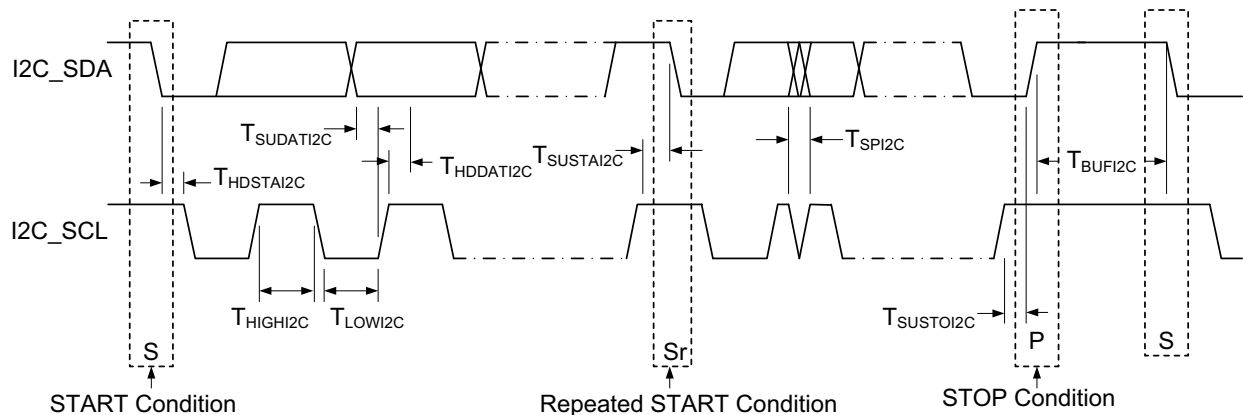 I2C_SDA
T_SUDATI2C
T_HDDATI2C
T_SUSTAI2C
T_SPI2C
T_BUFI2C
T_HDSTAI2C
I2C_SCL
T_HIGHI2C
T_LOWI2C
T_SUSTOI2C
S
Sr
P
S
START Condition
Repeated START Condition
STOP Condition